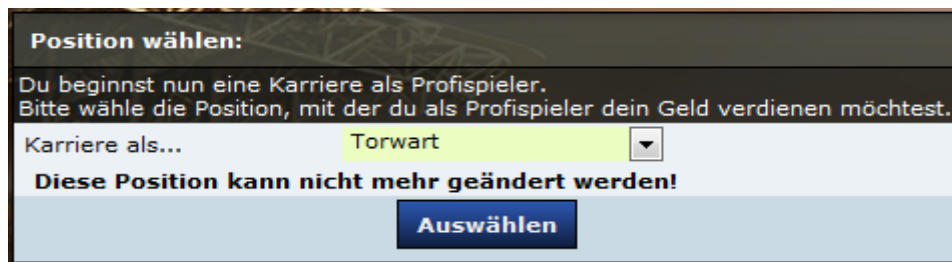 Position wählen:
Du beginnst nun eine Karriere als Profispieler.
Bitte wähle die Position, mit der du als Profispieler dein Geld verdienen möchtest.
Karriere als... Torwart
Diese Position kann nicht mehr geändert werden!
Auswählen